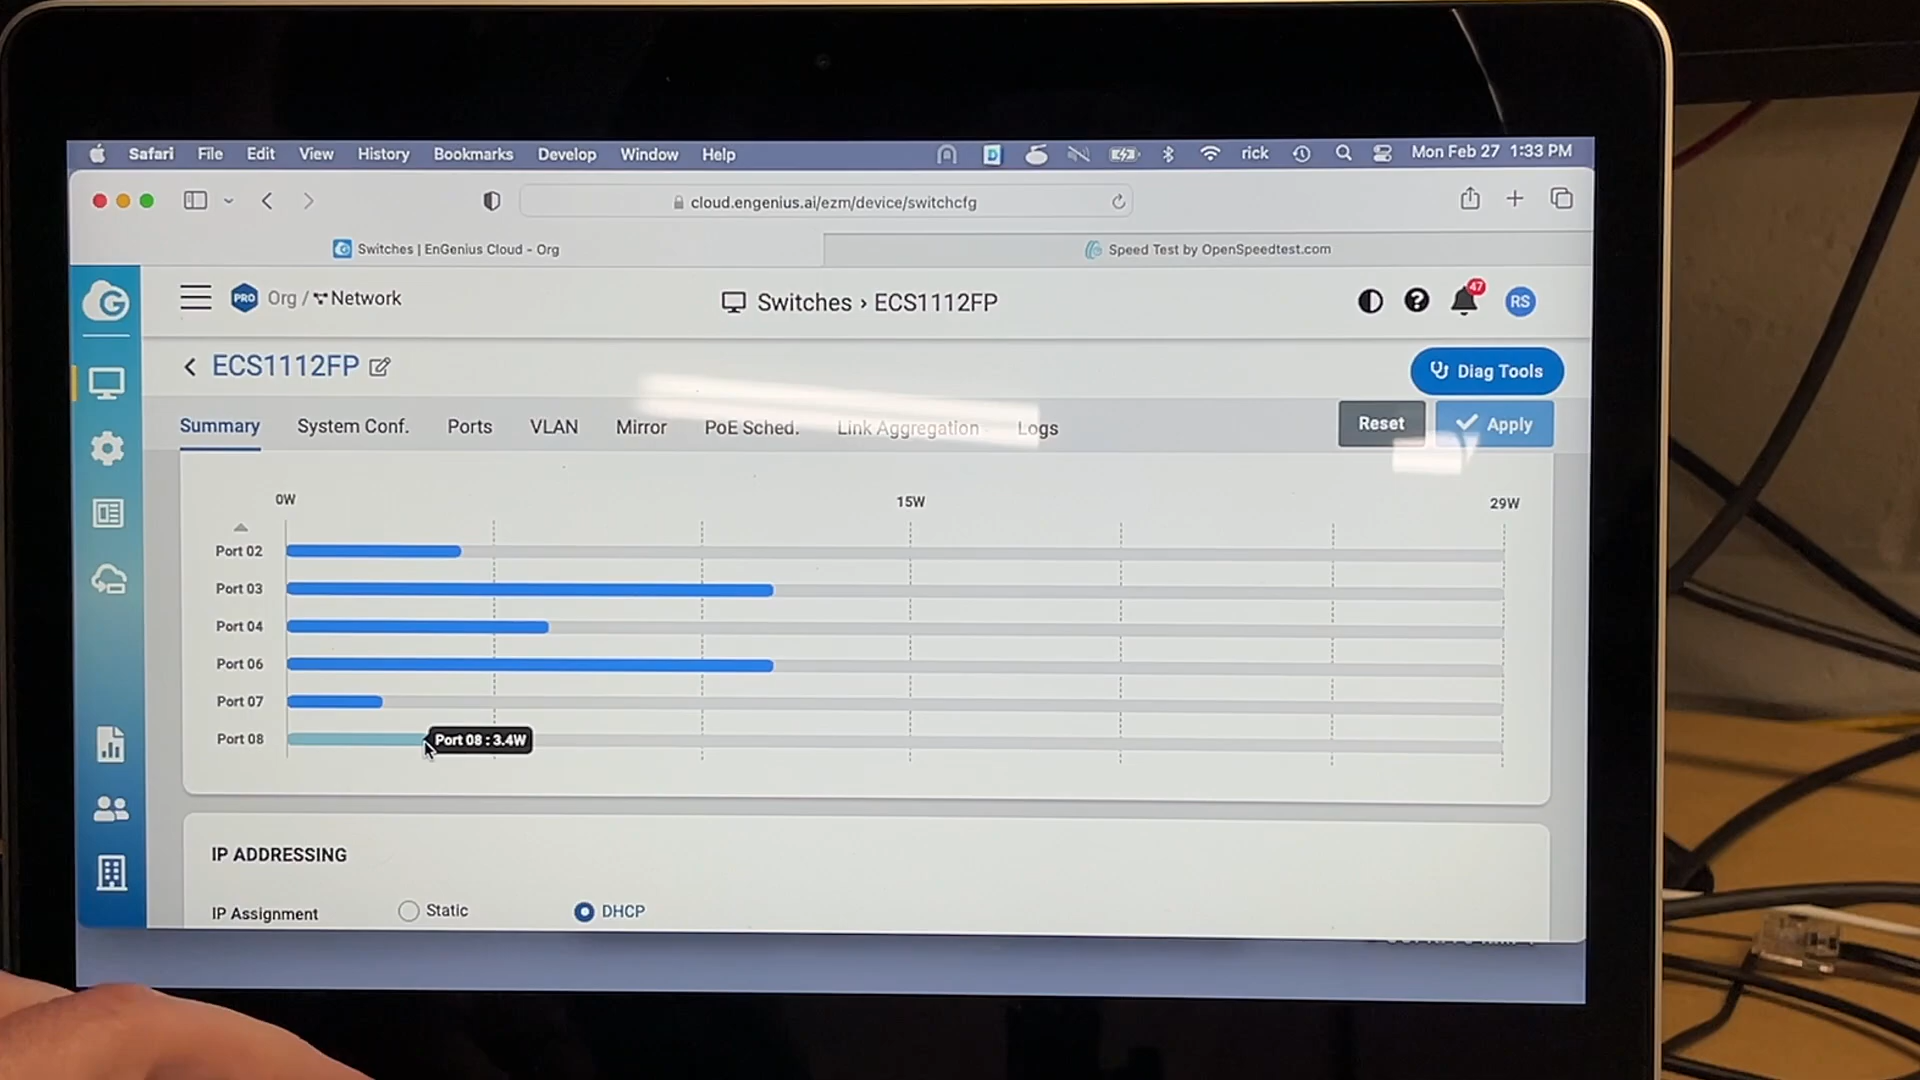 Safari File Edit View History Bookmarks Develop Window Help rick Mon Feb 27 1:33 PM
cloud.engenius.ai/ezm/device/switchcfg
Switches | EnGenius Cloud - Org Speed Test by OpenSpeedtest.com
PRO Org / Network Switches › ECS1112FP 47 RS
ECS1112FP Diag Tools
Summary System Conf. Ports VLAN Mirror PoE Sched. Link Aggregation Logs Reset Apply
0W 15W 29W
Port 02
Port 03
Port 04
Port 06
Port 07
Port 08 Port 08 : 3.4W
IP ADDRESSING
IP Assignment Static DHCP